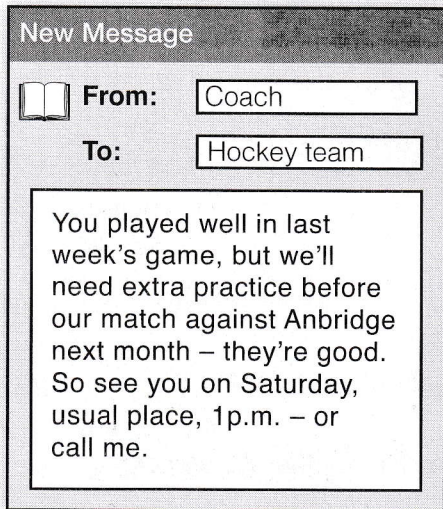 New Message
From: Coach
To: Hockey team
You played well in last
week's game, but we'll
need extra practice before
our match against Anbridge
next month – they're good.
So see you on Saturday,
usual place, 1p.m. – or
call me.